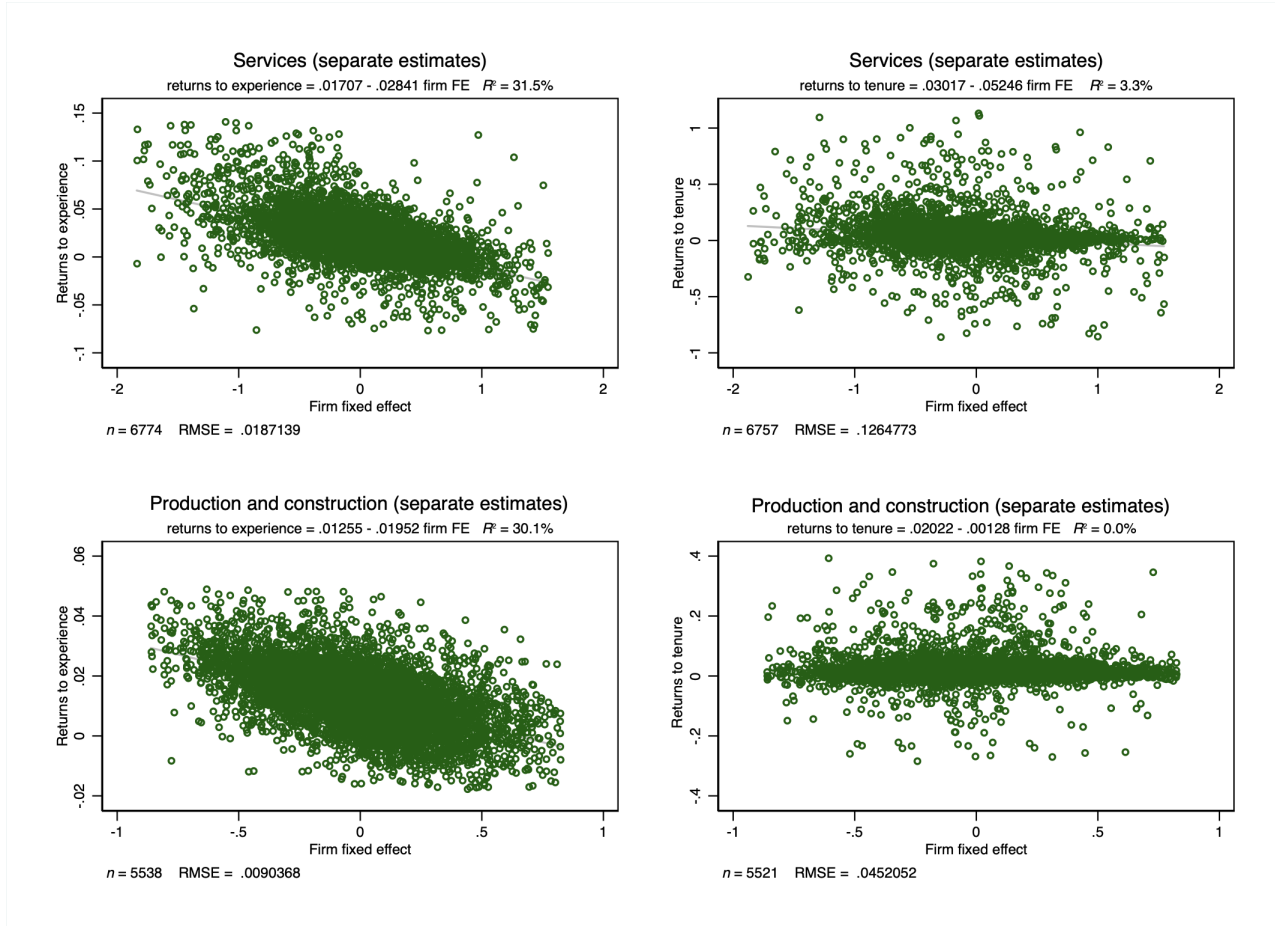 Services (separate estimates)
returns to experience = .01707 - .02841 firm FE R² = 31.5%
Returns to experience
.15
.1
.05
0
-.05
-.1
-2
-1
0
1
2
Firm fixed effect
n = 6774 RMSE = .0187139
Services (separate estimates)
returns to tenure = .03017 - .05246 firm FE R² = 3.3%
Returns to tenure
1
.5
0
-.5
-1
-2
-1
0
1
2
Firm fixed effect
n = 6757 RMSE = .1264773
Production and construction (separate estimates)
returns to experience = .01255 - .01952 firm FE R² = 30.1%
Returns to experience
.06
.04
.02
0
-.02
-1
-.5
0
.5
1
Firm fixed effect
n = 5538 RMSE = .0090368
Production and construction (separate estimates)
returns to tenure = .02022 - .00128 firm FE R² = 0.0%
Returns to tenure
.4
.2
0
-.2
-.4
-1
-.5
0
.5
1
Firm fixed effect
n = 5521 RMSE = .0452052